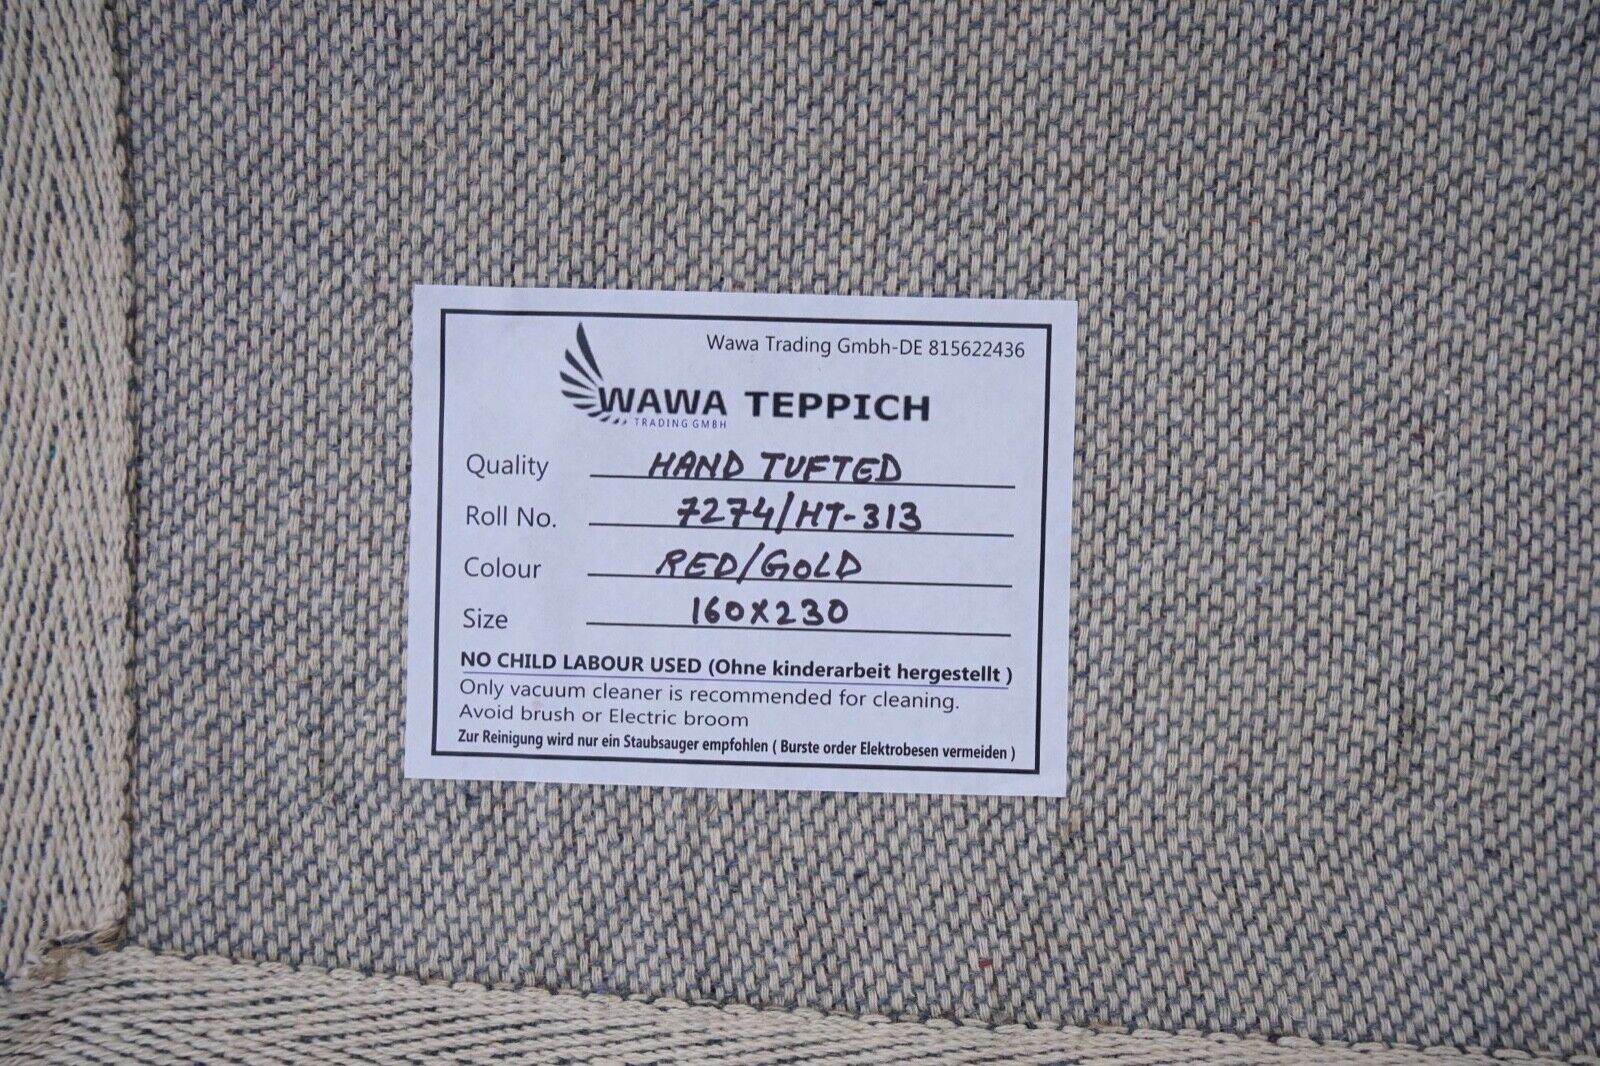 Wawa Trading Gmbh-DE 815622436
WAWA TEPPICH
TRADING GMBH
Quality HAND TUFTED
Roll No. 7274/HT-313
Colour RED/GOLD
Size 160X230
NO CHILD LABOUR USED (Ohne kinderarbeit hergestellt )
Only vacuum cleaner is recommended for cleaning.
Avoid brush or Electric broom
Zur Reinigung wird nur ein Staubsauger empfohlen ( Burste order Elektrobesen vermeiden )